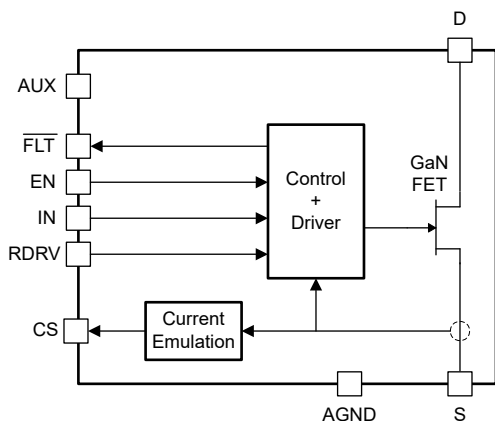 D
AUX
FLT
EN
IN
RDRV
CS
Control
+
Driver
GaN
FET
Current
Emulation
AGND
S